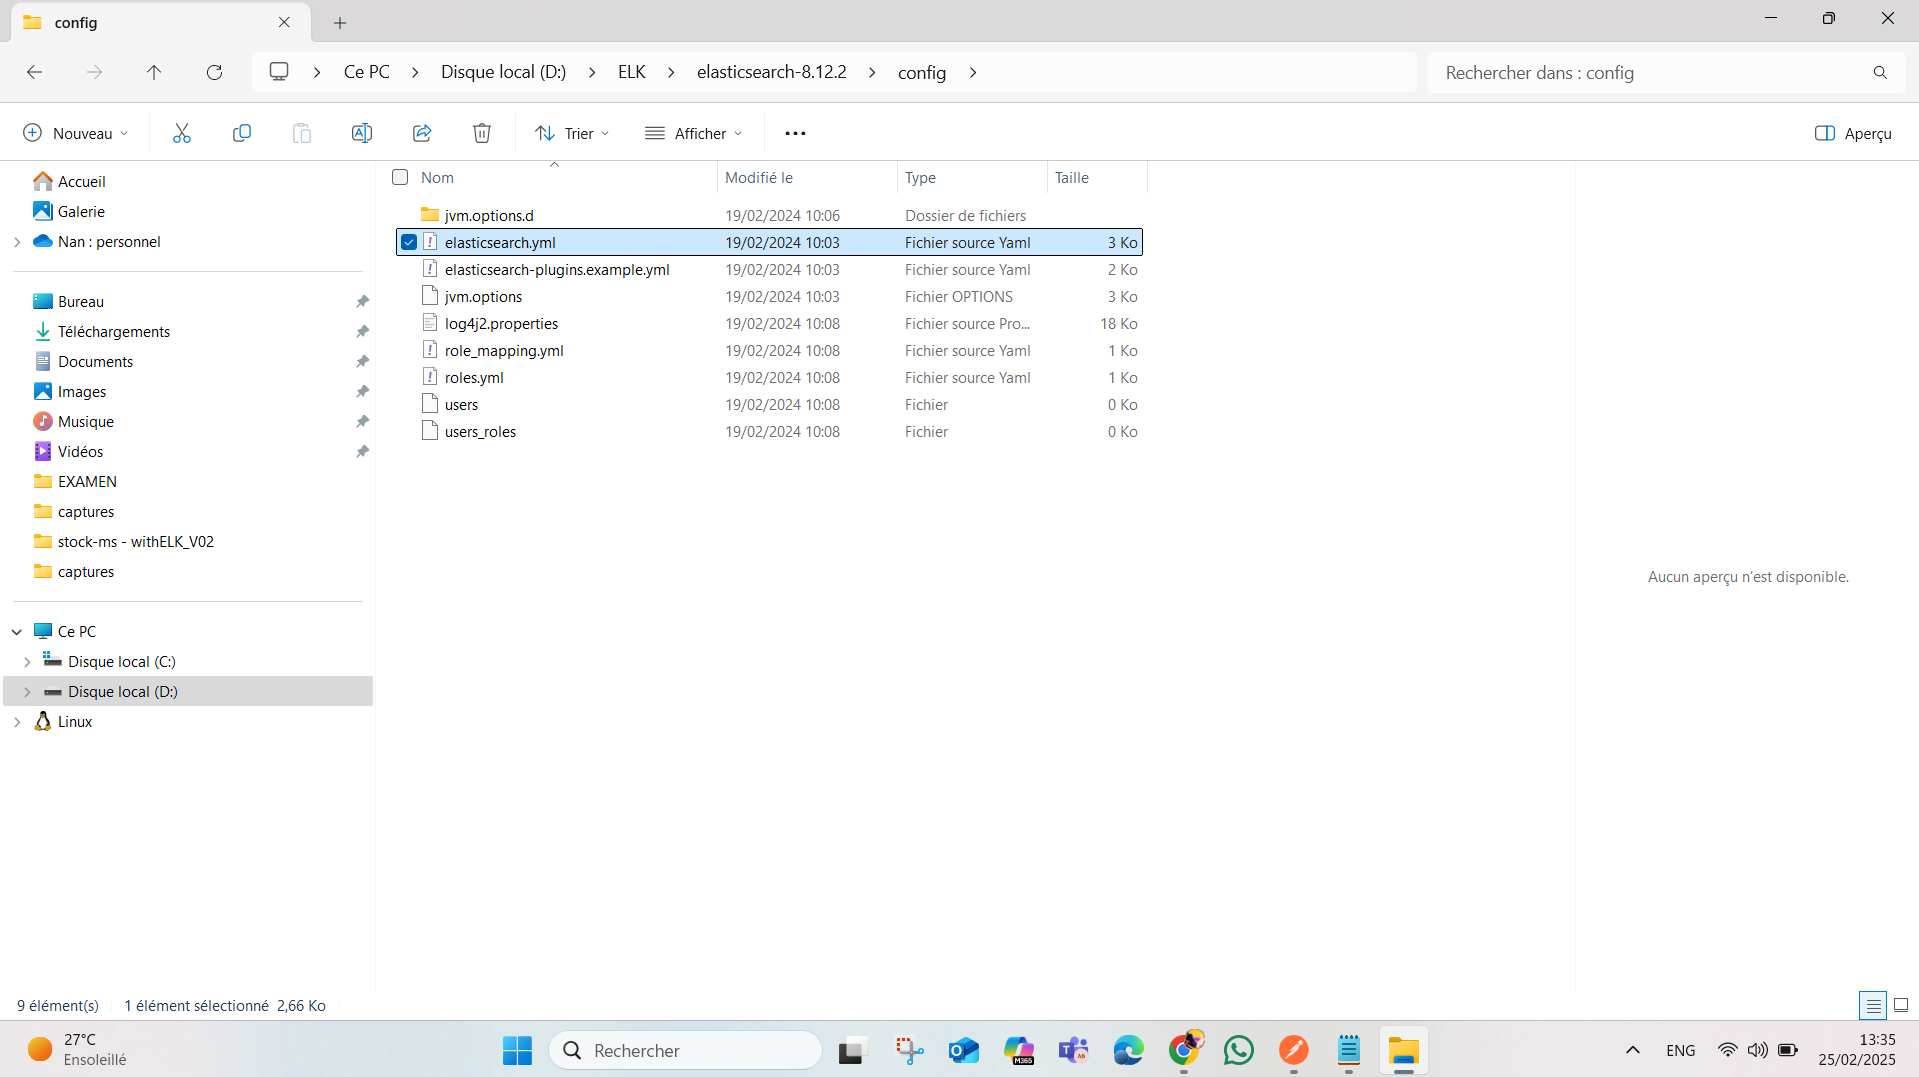 config
Ce PC > Disque local (D:) > ELK > elasticsearch-8.12.2 > config >
Rechercher dans : config
Nouveau
Trier
Afficher
Aperçu
Accueil
Galerie
Nan : personnel
Bureau
Téléchargements
Documents
Images
Musique
Vidéos
EXAMEN
captures
stock-ms - withELK_V02
captures
Ce PC
Disque local (C:)
Disque local (D:)
Linux
Nom Modifié le Type Taille
jvm.options.d 19/02/2024 10:06 Dossier de fichiers
elasticsearch.yml 19/02/2024 10:03 Fichier source Yaml 3 Ko
elasticsearch-plugins.example.yml 19/02/2024 10:03 Fichier source Yaml 2 Ko
jvm.options 19/02/2024 10:03 Fichier OPTIONS 3 Ko
log4j2.properties 19/02/2024 10:08 Fichier source Pro... 18 Ko
role_mapping.yml 19/02/2024 10:08 Fichier source Yaml 1 Ko
roles.yml 19/02/2024 10:08 Fichier source Yaml 1 Ko
users 19/02/2024 10:08 Fichier 0 Ko
users_roles 19/02/2024 10:08 Fichier 0 Ko
Aucun aperçu n'est disponible.
9 élément(s) 1 élément sélectionné 2,66 Ko
27°C
Ensoleillé
Rechercher
M365
AB
ENG
13:35
25/02/2025